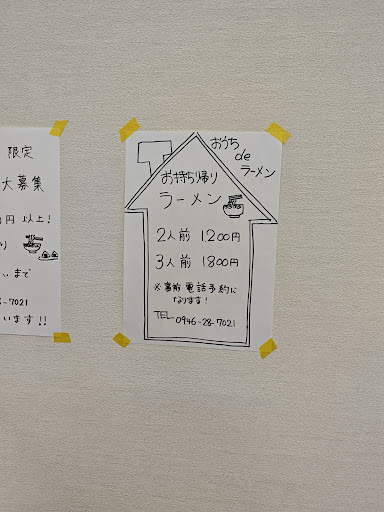 限定
大募集
円以上!
り
まで
-7021
います!!
おうち
de
ラーメン
お持ち帰り
ラーメン
2人前 1200円
3人前 1800円
※事前電話予約に
なります!
TEL 0946-28-7021